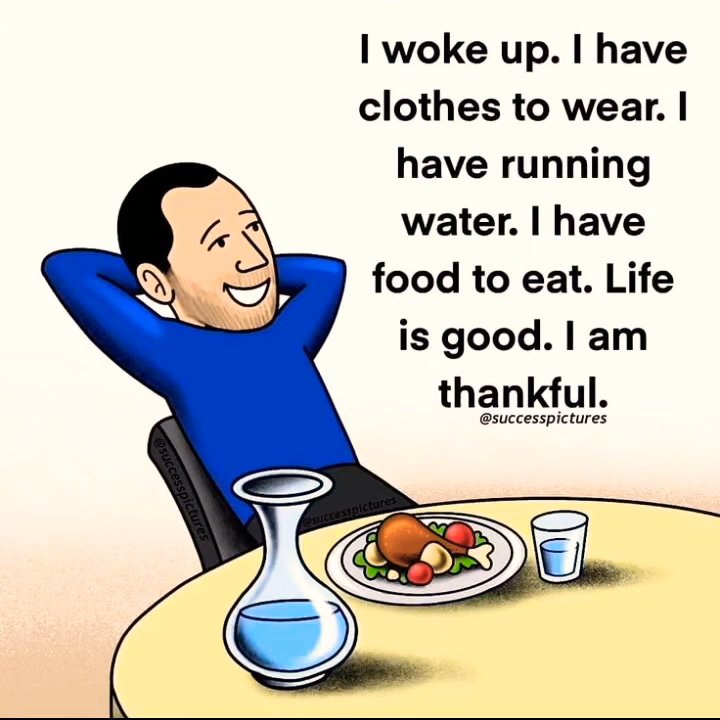 I woke up. I have
clothes to wear. I
have running
water. I have
food to eat. Life
is good. I am
thankful.
@successpictures
@successpictures
@successpictures